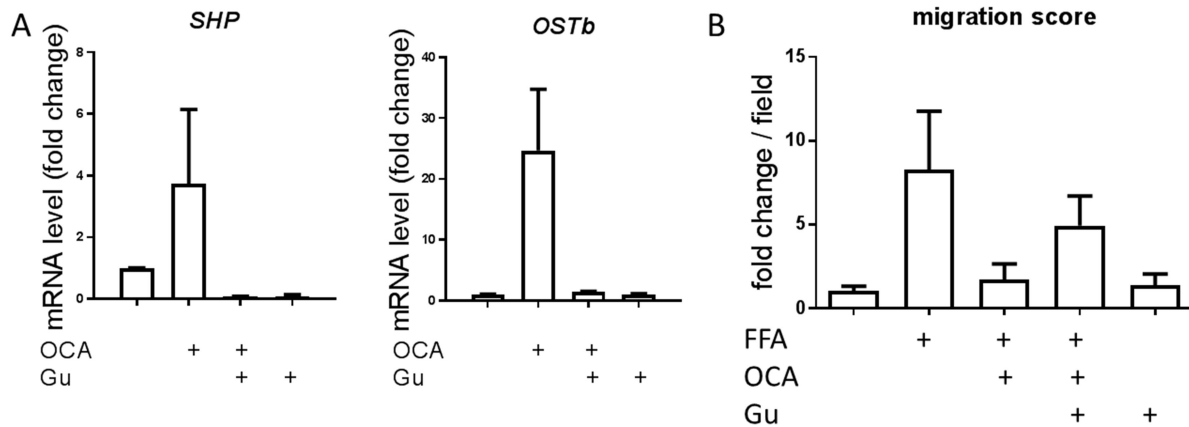 A
SHP
mRNA level (fold change)
8
6
4
2
0
OCA + +
Gu + +
OSTb
mRNA level (fold change)
40
30
20
10
0
OCA + +
Gu + +
B
migration score
fold change / field
15
10
5
0
FFA + + +
OCA + +
Gu + +